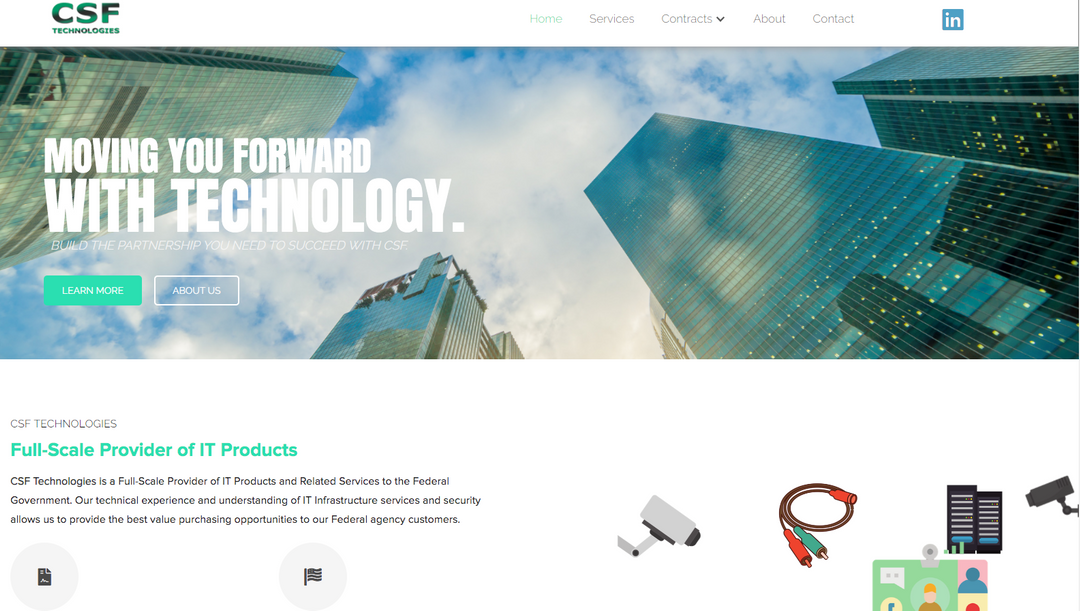 CSF
TECHNOLOGIES
Home Services Contracts About Contact
in
MOVING YOU FORWARD
WITH TECHNOLOGY.
BUILD THE PARTNERSHIP YOU NEED TO SUCCEED WITH CSF.
LEARN MORE ABOUT US
CSF TECHNOLOGIES
Full-Scale Provider of IT Products
CSF Technologies is a Full-Scale Provider of IT Products and Related Services to the Federal
Government. Our technical experience and understanding of IT Infrastructure services and security
allows us to provide the best value purchasing opportunities to our Federal agency customers.